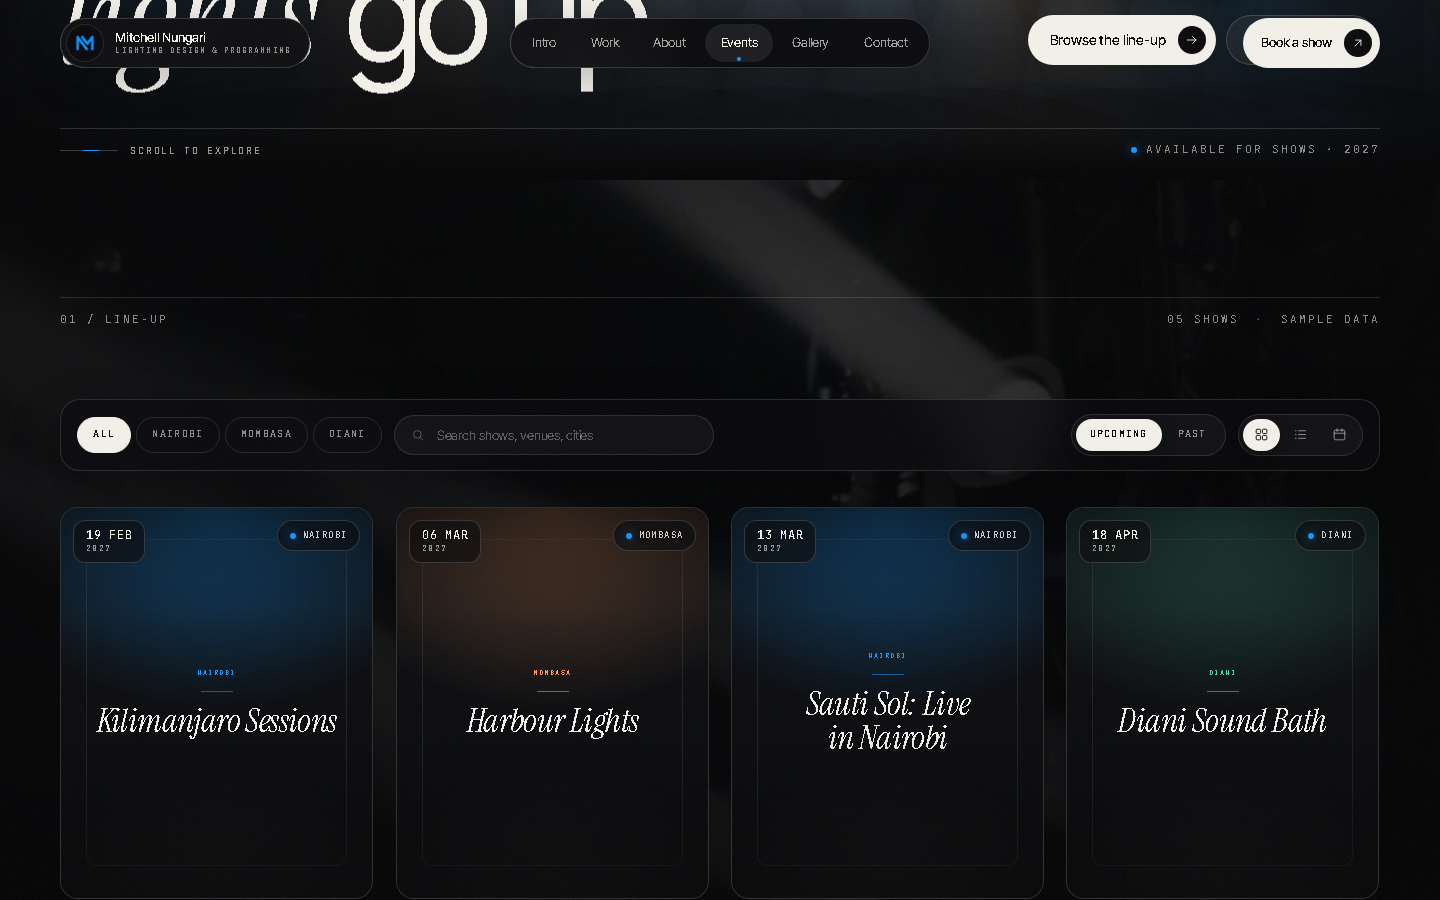 lights go up
Mitchell Nungari
LIGHTING DESIGN & PROGRAMMING
Intro
Work
About
Events
Gallery
Contact
Browse the line-up
Book a show
SCROLL TO EXPLORE
AVAILABLE FOR SHOWS · 2027
01 / LINE-UP
05 SHOWS · SAMPLE DATA
ALL
NAIROBI
MOMBASA
DIANI
Search shows, venues, cities
UPCOMING
PAST
19 FEB
2027
NAIROBI
NAIROBI
Kilimanjaro Sessions
06 MAR
2027
MOMBASA
MOMBASA
Harbour Lights
13 MAR
2027
NAIROBI
NAIROBI
Sauti Sol: Live
in Nairobi
18 APR
2027
DIANI
DIANI
Diani Sound Bath